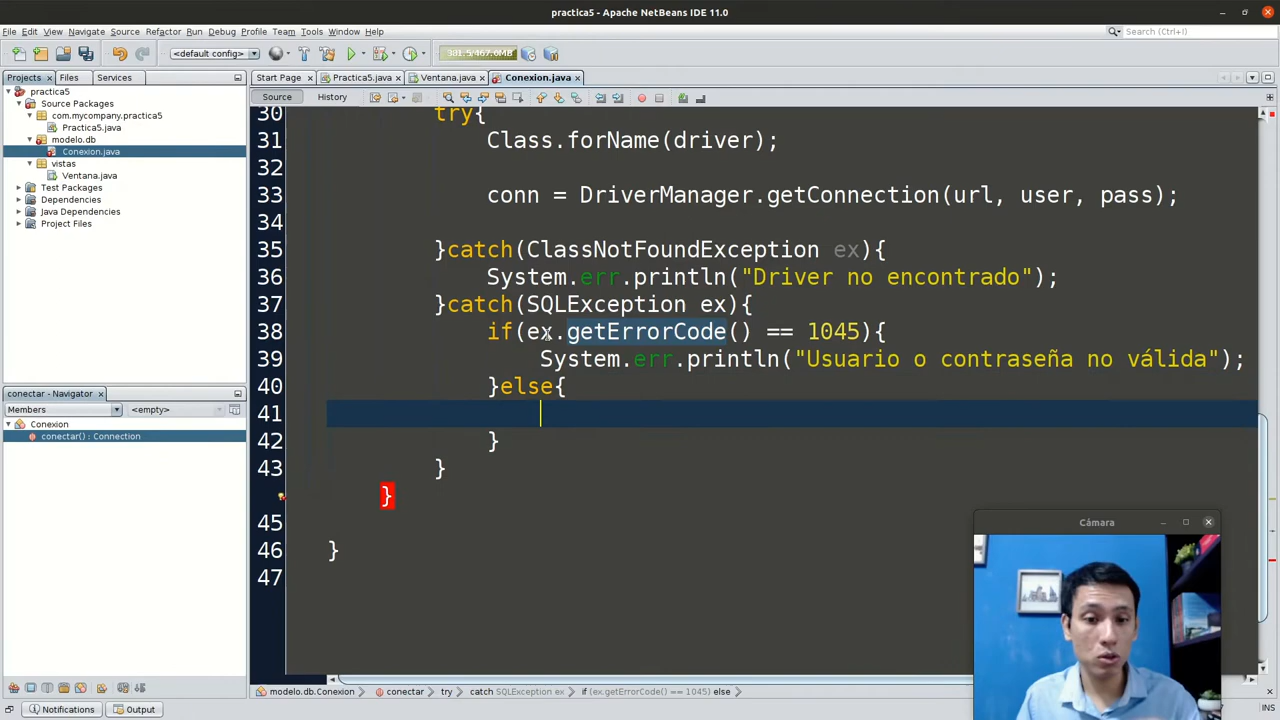 practica5 - Apache NetBeans IDE 11.0
File Edit View Navigate Source Refactor Run Debug Profile Team Tools Window Help
Search (Ctrl+I)
<default config>
381.5/467.0MB
Projects Files Services
Start Page Practica5.java Ventana.java Conexion.java
Source History
practica5
Source Packages
com.mycompany.practica5
Practica5.java
modelo.db
Conexion.java
vistas
Ventana.java
Test Packages
Dependencies
Java Dependencies
Project Files
conectar - Navigator
Members <empty>
Conexion
conectar() : Connection
30 try{
31 Class.forName(driver);
32
33 conn = DriverManager.getConnection(url, user, pass);
34
35 }catch(ClassNotFoundException ex){
36 System.err.println("Driver no encontrado");
37 }catch(SQLException ex){
38 if(ex.getErrorCode() == 1045){
39 System.err.println("Usuario o contraseña no válida");
40 }else{
41
42 }
43 }
}
45
46 }
47
Cámara
modelo.db.Conexion conectar try catch SQLException ex if (ex.getErrorCode() == 1045) else
Notifications Output
INS